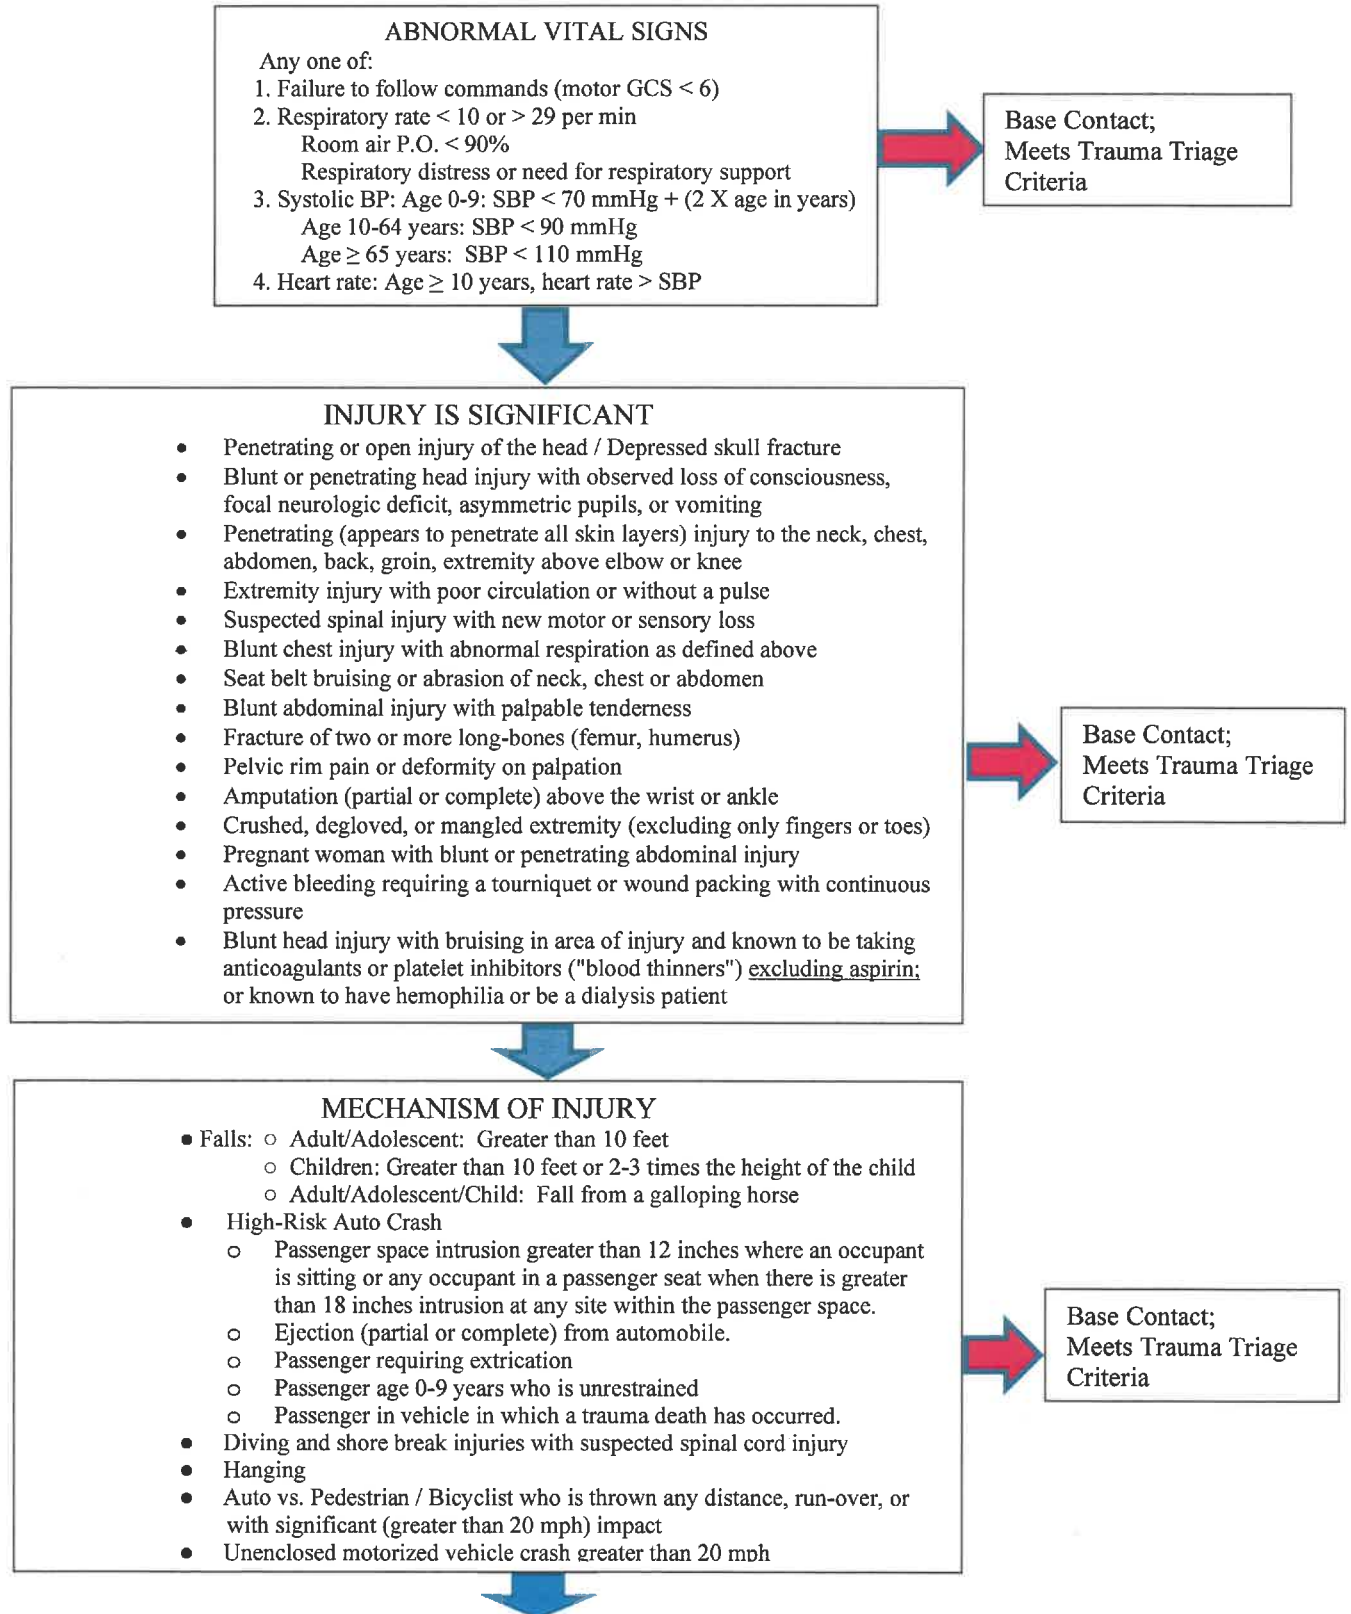 ABNORMAL VITAL SIGNS
Any one of:
1. Failure to follow commands (motor GCS < 6)
2. Respiratory rate < 10 or > 29 per min
Room air P.O. < 90%
Respiratory distress or need for respiratory support
3. Systolic BP: Age 0-9: SBP < 70 mmHg + (2 X age in years)
Age 10-64 years: SBP < 90 mmHg
Age ≥ 65 years: SBP < 110 mmHg
4. Heart rate: Age ≥ 10 years, heart rate > SBP
Base Contact;
Meets Trauma Triage
Criteria
INJURY IS SIGNIFICANT
● Penetrating or open injury of the head / Depressed skull fracture
● Blunt or penetrating head injury with observed loss of consciousness,
focal neurologic deficit, asymmetric pupils, or vomiting
● Penetrating (appears to penetrate all skin layers) injury to the neck, chest,
abdomen, back, groin, extremity above elbow or knee
● Extremity injury with poor circulation or without a pulse
● Suspected spinal injury with new motor or sensory loss
● Blunt chest injury with abnormal respiration as defined above
● Seat belt bruising or abrasion of neck, chest or abdomen
● Blunt abdominal injury with palpable tenderness
● Fracture of two or more long-bones (femur, humerus)
● Pelvic rim pain or deformity on palpation
● Amputation (partial or complete) above the wrist or ankle
● Crushed, degloved, or mangled extremity (excluding only fingers or toes)
● Pregnant woman with blunt or penetrating abdominal injury
● Active bleeding requiring a tourniquet or wound packing with continuous
pressure
● Blunt head injury with bruising in area of injury and known to be taking
anticoagulants or platelet inhibitors ("blood thinners") excluding aspirin;
or known to have hemophilia or be a dialysis patient
Base Contact;
Meets Trauma Triage
Criteria
MECHANISM OF INJURY
● Falls: ○ Adult/Adolescent: Greater than 10 feet
○ Children: Greater than 10 feet or 2-3 times the height of the child
○ Adult/Adolescent/Child: Fall from a galloping horse
● High-Risk Auto Crash
○ Passenger space intrusion greater than 12 inches where an occupant
is sitting or any occupant in a passenger seat when there is greater
than 18 inches intrusion at any site within the passenger space.
○ Ejection (partial or complete) from automobile.
○ Passenger requiring extrication
○ Passenger age 0-9 years who is unrestrained
○ Passenger in vehicle in which a trauma death has occurred.
● Diving and shore break injuries with suspected spinal cord injury
● Hanging
● Auto vs. Pedestrian / Bicyclist who is thrown any distance, run-over, or
with significant (greater than 20 mph) impact
● Unenclosed motorized vehicle crash greater than 20 mph
Base Contact;
Meets Trauma Triage
Criteria